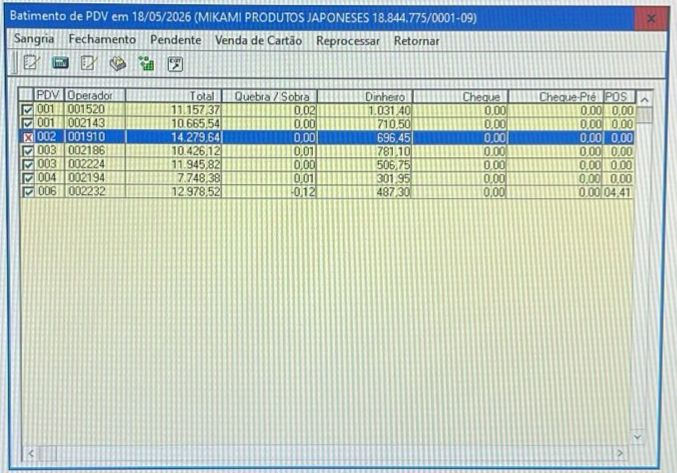 Batimento de PDV em 18/05/2026 (MIKAMI PRODUTOS JAPONESES 18.844.775/0001-09)
Sangria Fechamento Pendente Venda de Cartão Reprocessar Retornar
PDV Operador Total Quebra / Sobra Dinheiro Cheque Cheque-Pré POS
001 001520 11.157,37 0,02 1.031,40 0,00 0,00 0,00
001 002143 10.665,54 0,00 710,50 0,00 0,00 0,00
002 001910 14.279,64 0,00 696,45 0,00 0,00 0,00
003 002186 10.426,12 0,01 781,10 0,00 0,00 0,00
003 002224 11.945,82 0,00 506,75 0,00 0,00 0,00
004 002194 7.748,38 0,01 301,95 0,00 0,00 0,00
006 002232 12.978,52 -0,12 487,30 0,00 0,00 04,41